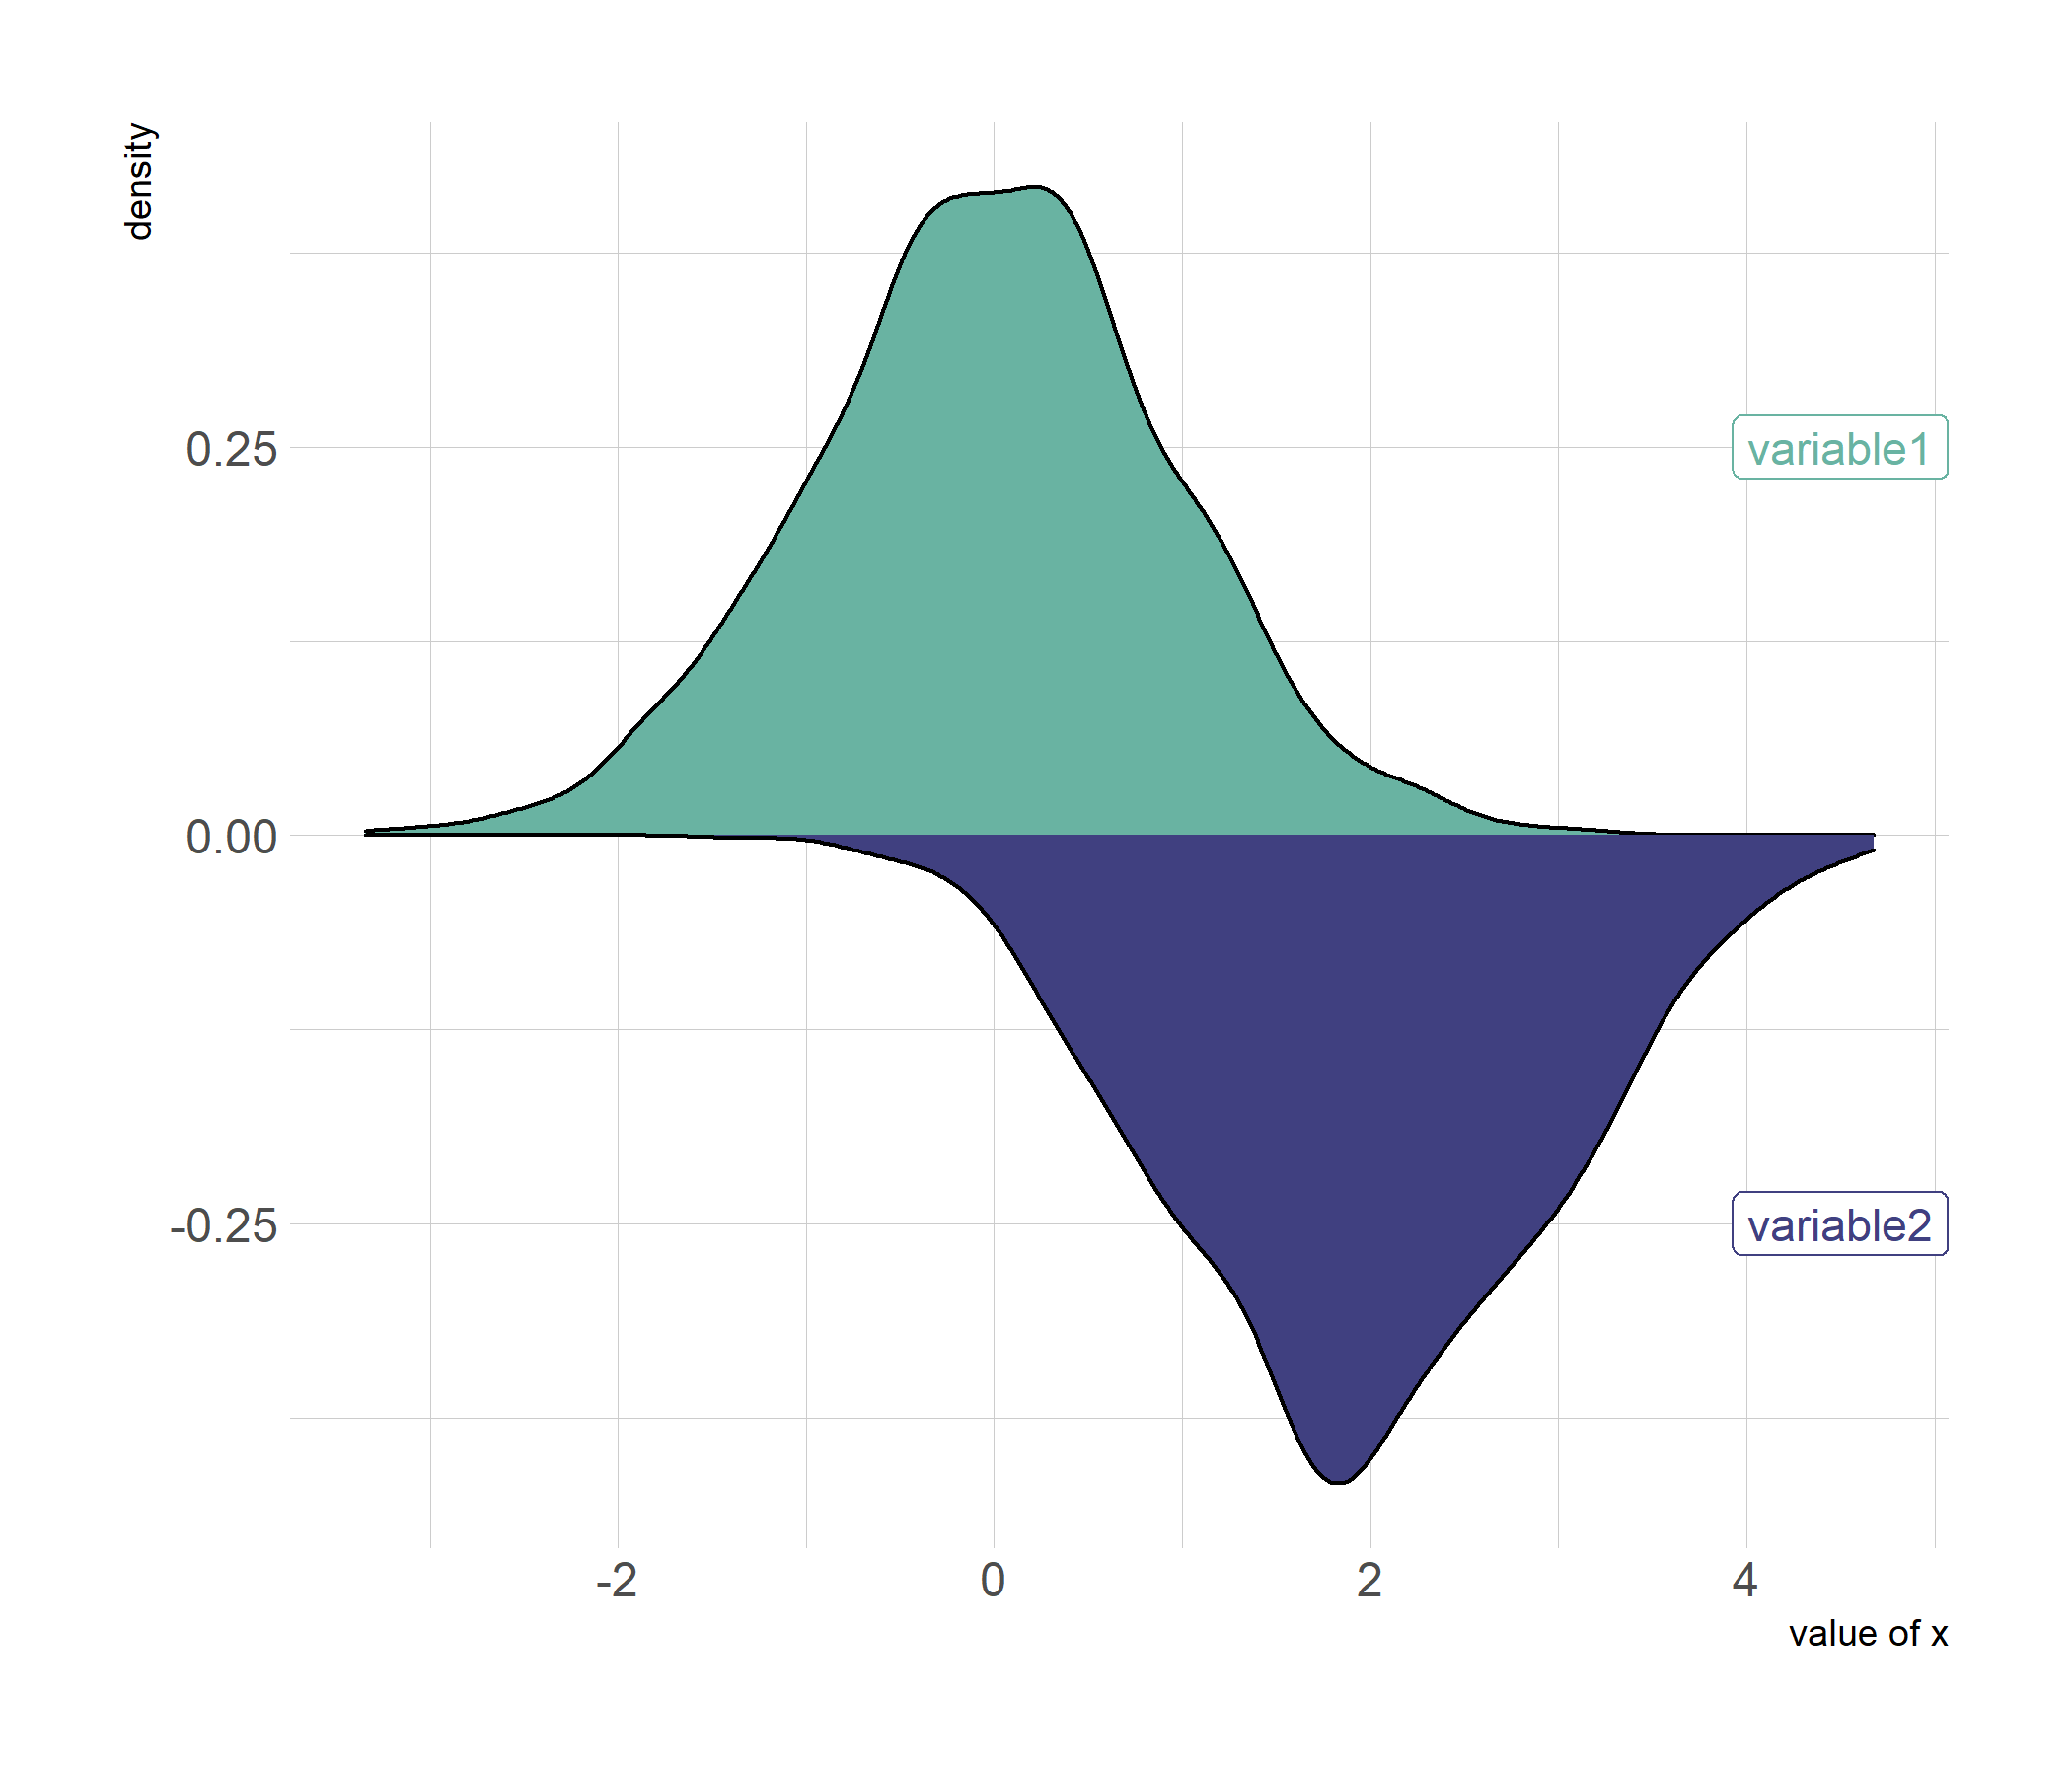 density
0.25
variable1
0.00
-0.25
variable2
-2 0 2 4
value of x